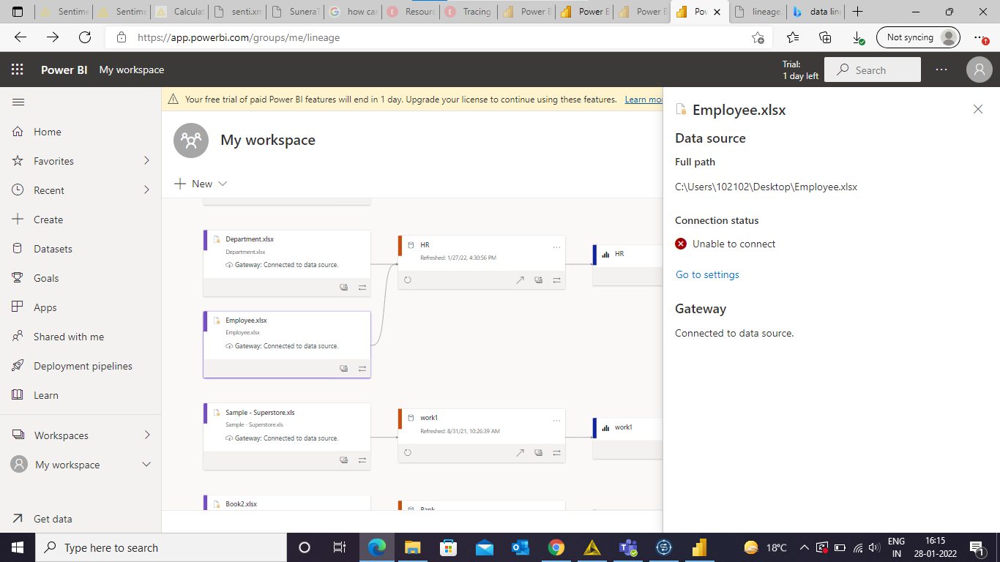 Sentime
Sentime
Calculat
senti.xm
SuneraT
how car
Resourc
Tracing
Power B
Power B
Power B
Po
lineage.
data line
https://app.powerbi.com/groups/me/lineage
Not syncing
Power BI
My workspace
Trial:
1 day left
Search
Your free trial of paid Power BI features will end in 1 day. Upgrade your license to continue using these features. Learn mor
Home
Favorites
Recent
Create
Datasets
Goals
Apps
Shared with me
Deployment pipelines
Learn
Workspaces
My workspace
Get data
My workspace
New
Department.xlsx
Department.xlsx
Gateway: Connected to data source.
HR
Refreshed: 1/27/22, 4:30:56 PM
HR
Employee.xlsx
Employee.xlsx
Gateway: Connected to data source.
Sample - Superstore.xls
Sample - Superstore.xls
Gateway: Connected to data source.
work1
Refreshed: 8/31/21, 10:26:39 AM
work1
Book2.xlsx
Bank
Employee.xlsx
Data source
Full path
C:\Users\102102\Desktop\Employee.xlsx
Connection status
Unable to connect
Go to settings
Gateway
Connected to data source.
Type here to search
18°C
ENG
IN
16:15
28-01-2022
1